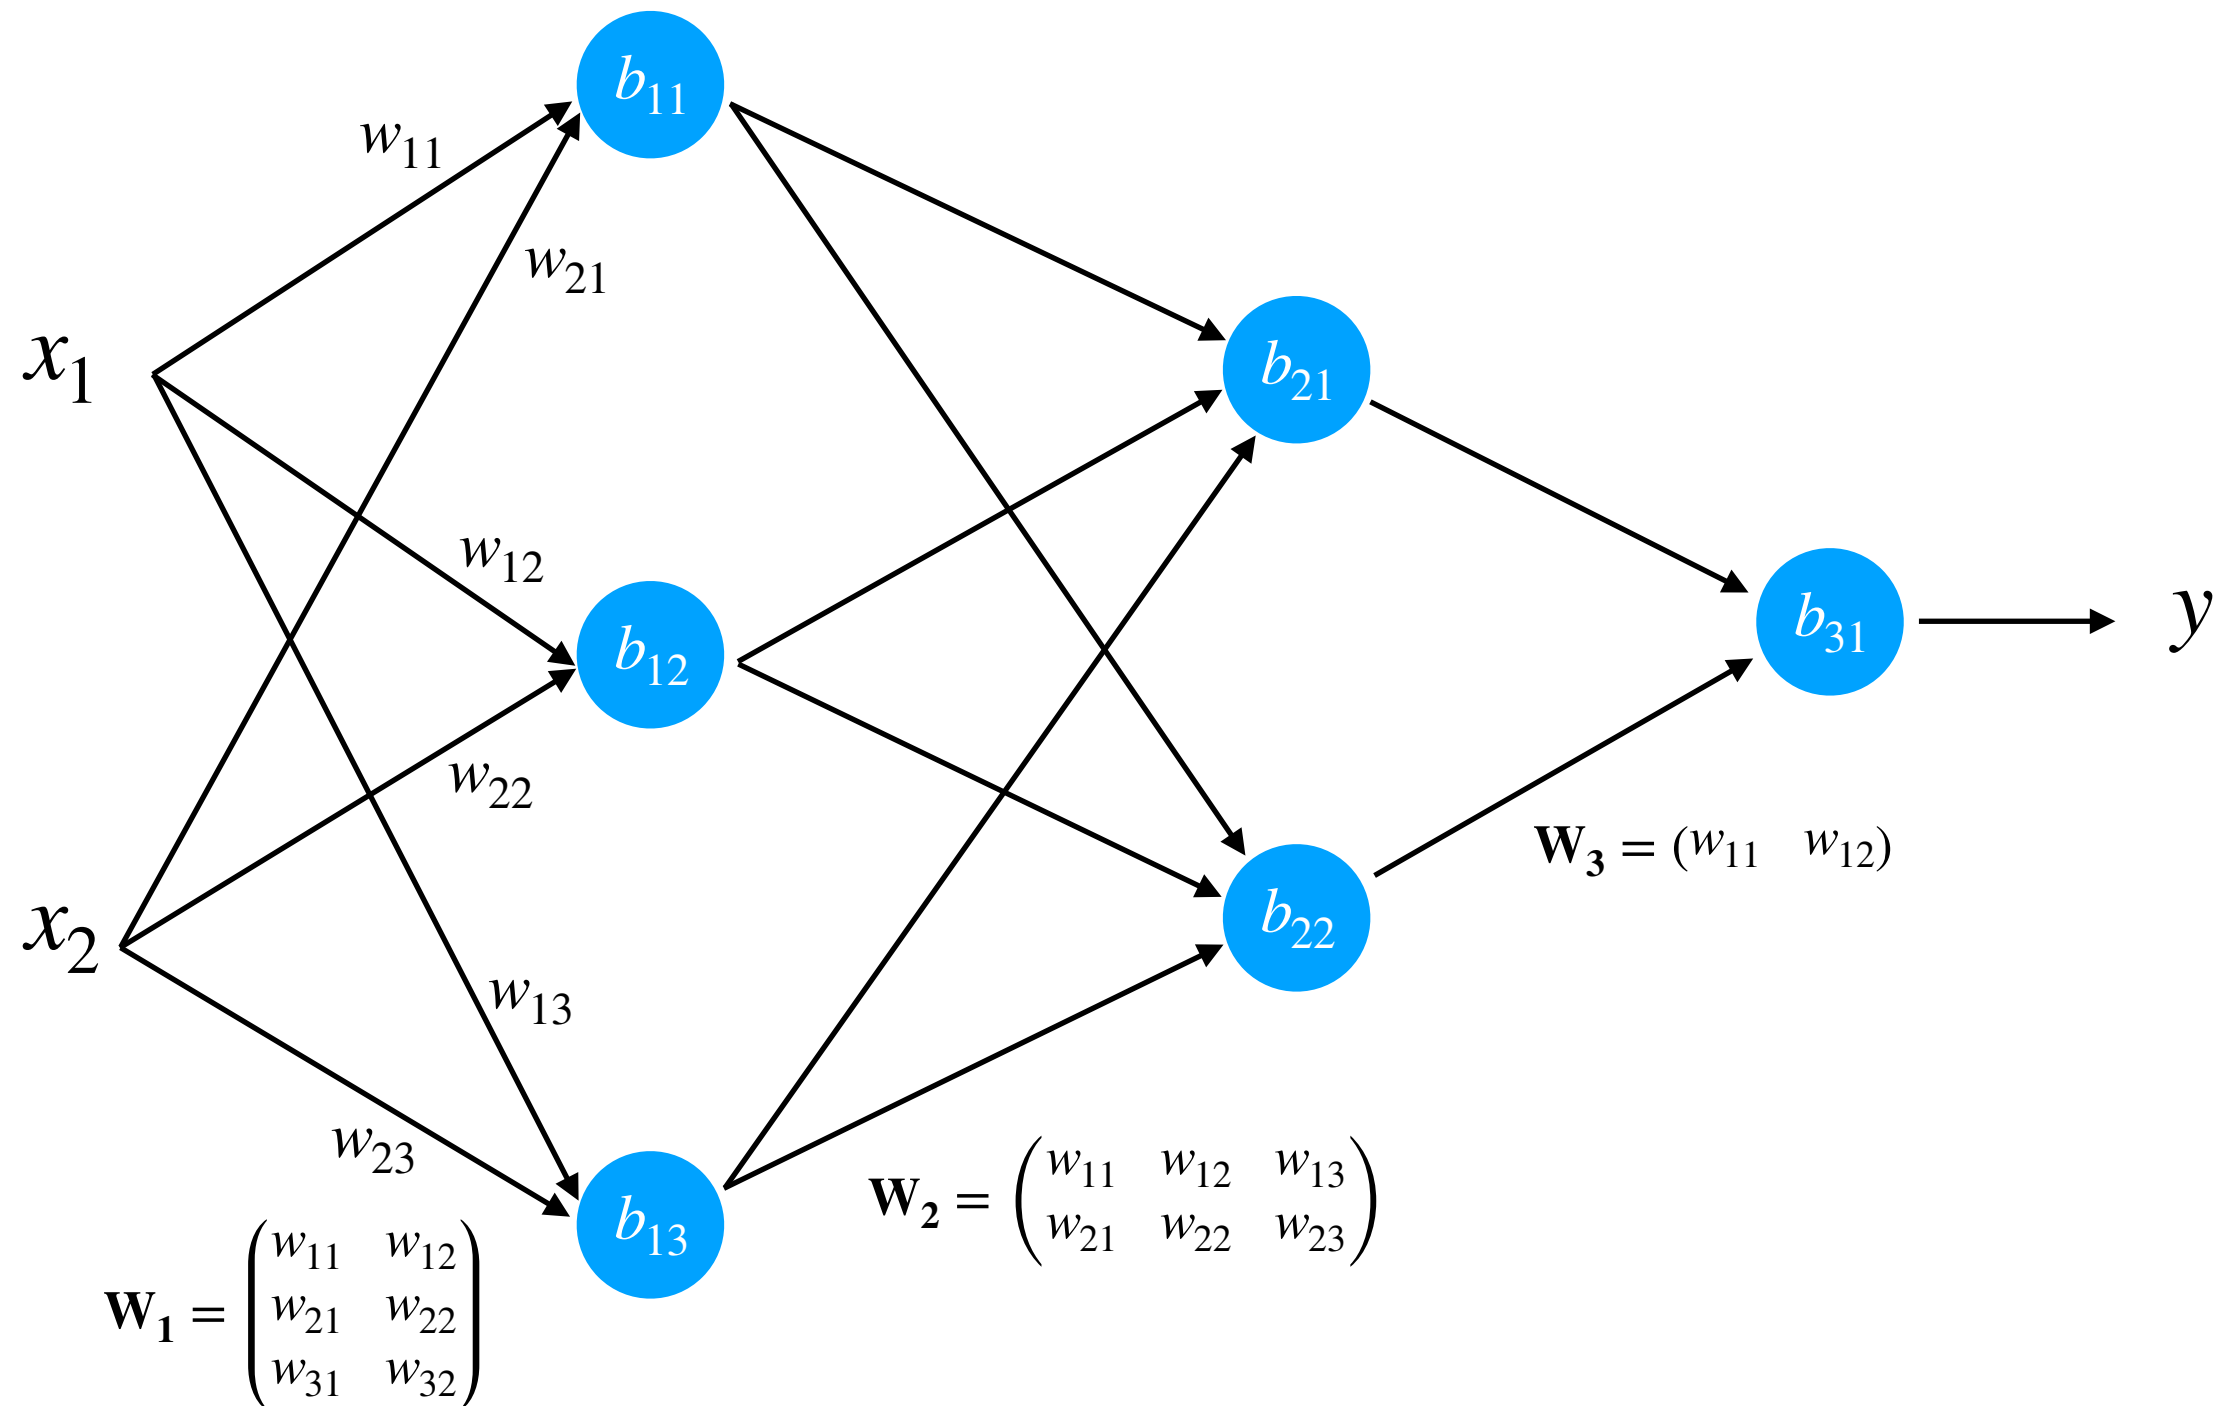 b₁₁
w₁₁
w₂₁
x₁
b₂₁
w₁₂
b₁₂
b₃₁
y
w₂₂
W₃ = (w₁₁ w₁₂)
x₂
b₂₂
w₁₃
w₂₃
b₁₃
W₂ = (w₁₁ w₁₂ w₁₃
w₂₁ w₂₂ w₂₃)
W₁ = (w₁₁ w₁₂
w₂₁ w₂₂
w₃₁ w₃₂)